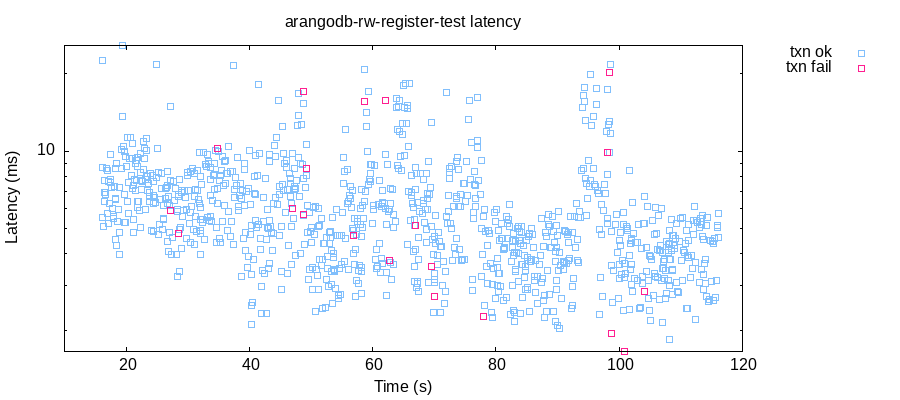 arangodb-rw-register-test latency
txn ok
txn fail
10
Latency (ms)
20 40 60 80 100 120
Time (s)